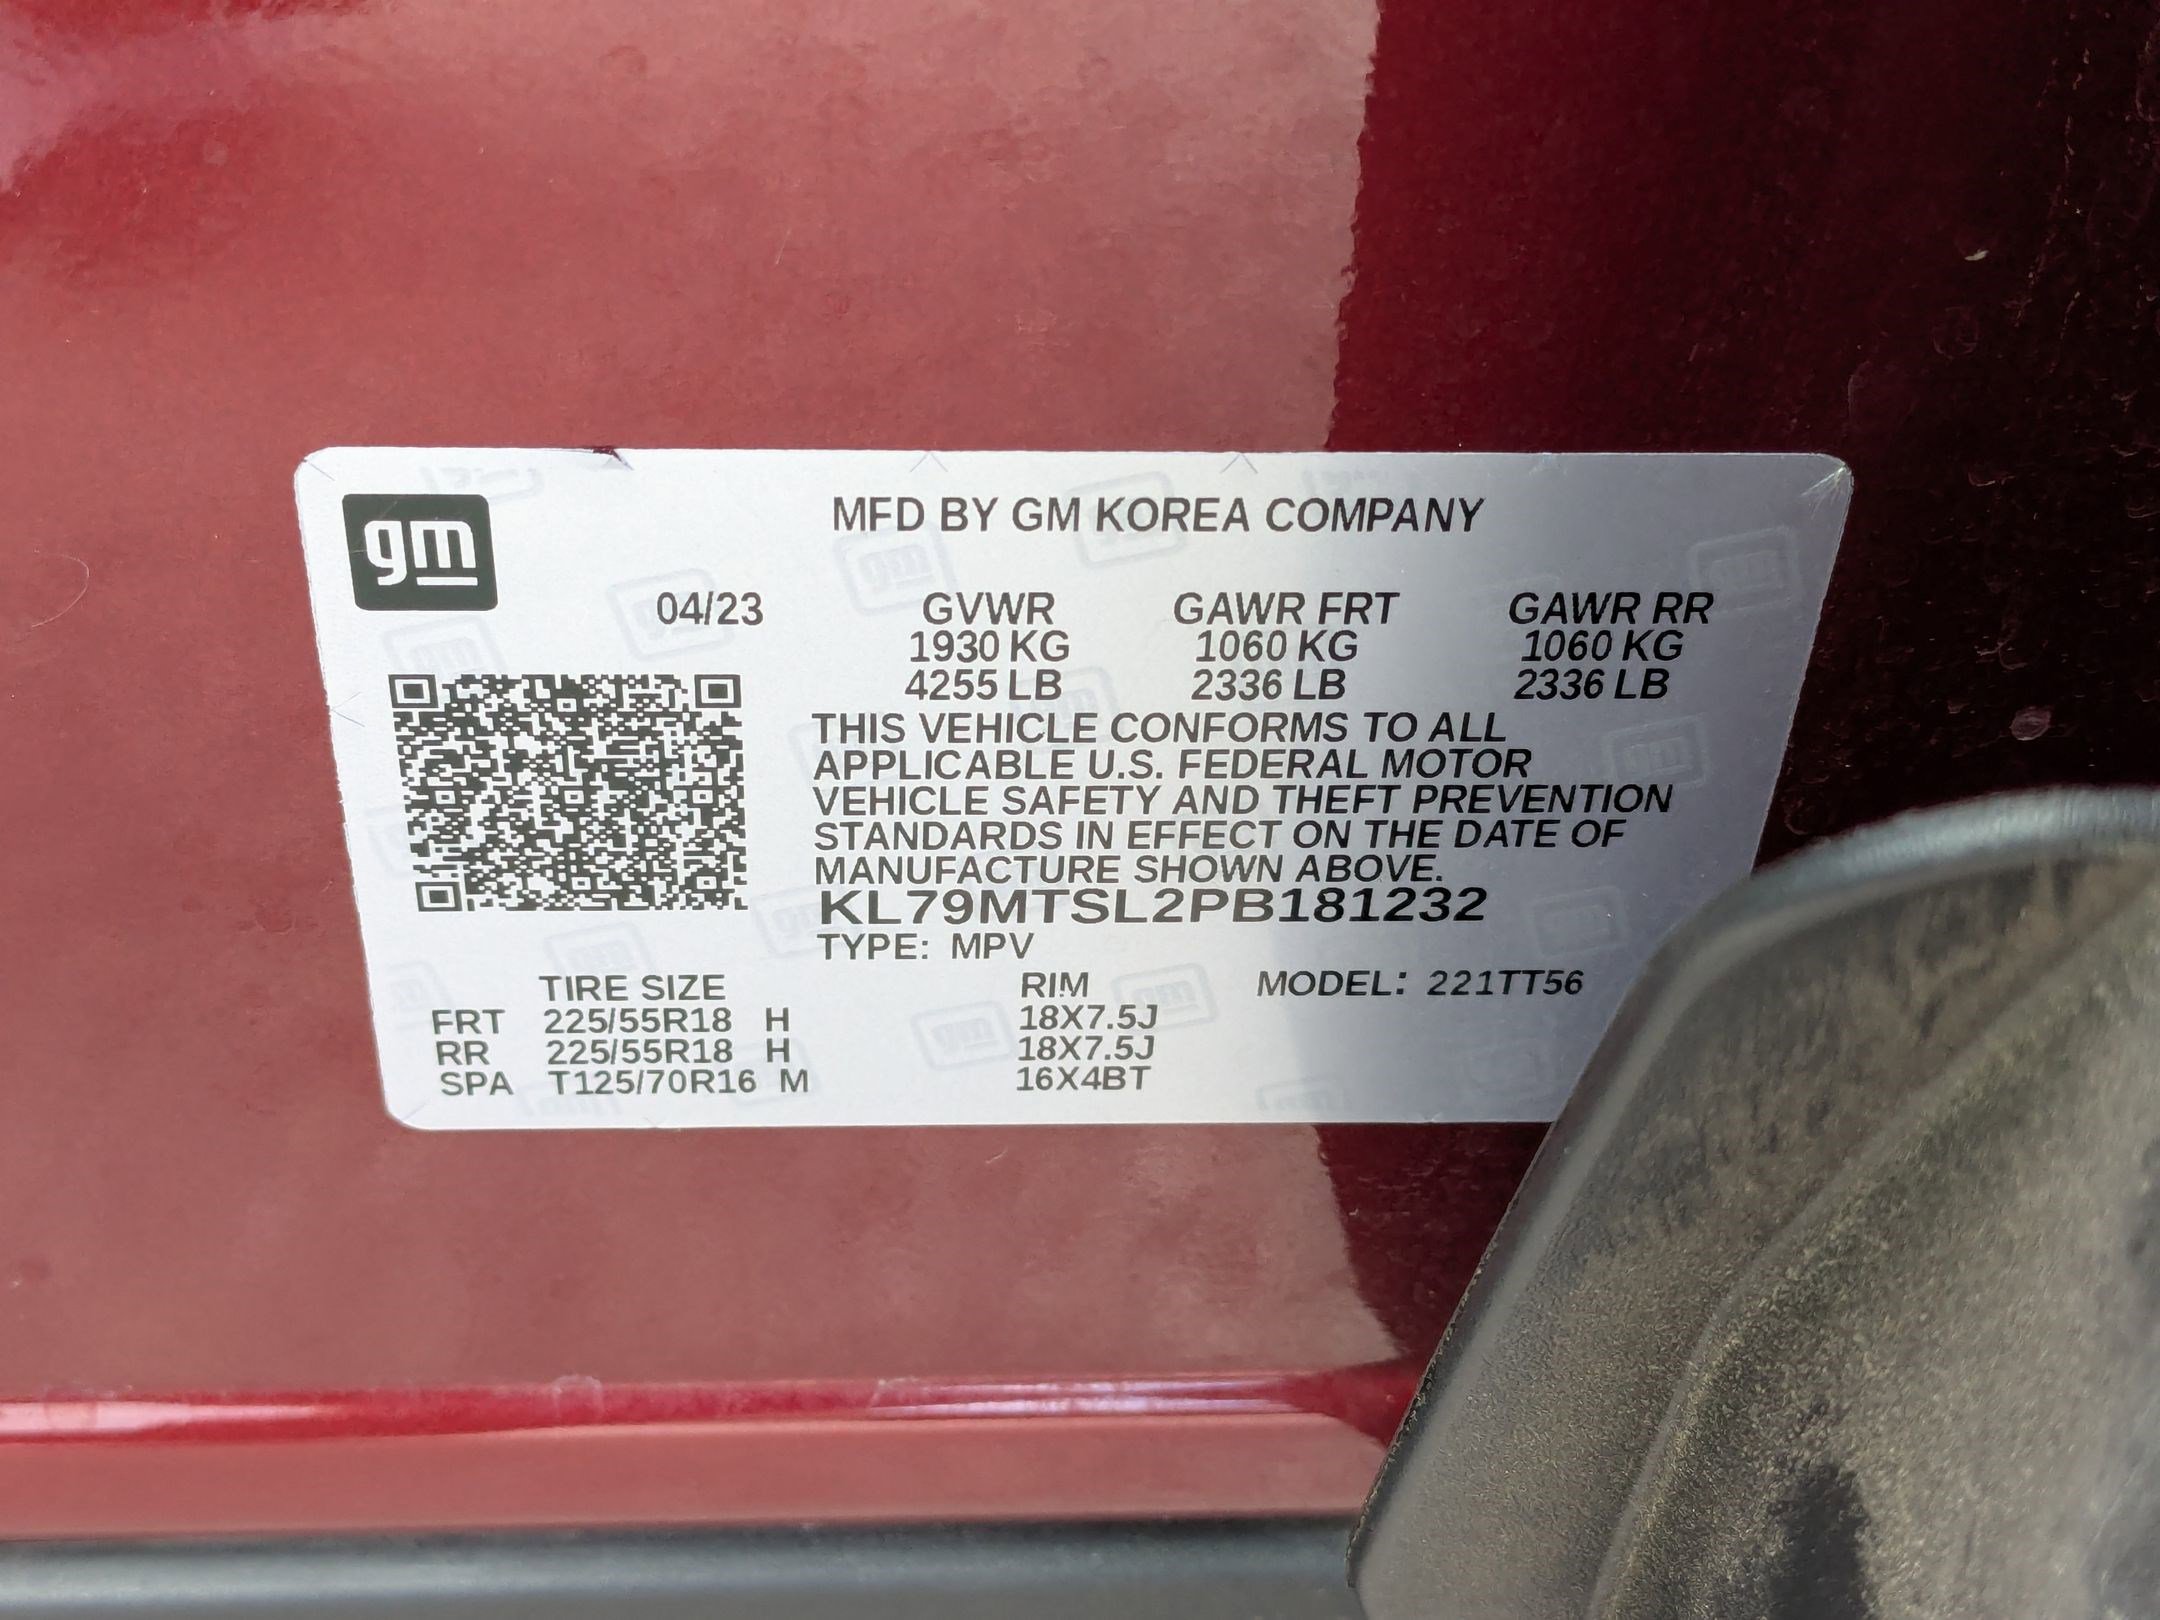 gm
MFD BY GM KOREA COMPANY
04/23 GVWR GAWR FRT GAWR RR
1930 KG 1060 KG 1060 KG
4255 LB 2336 LB 2336 LB
THIS VEHICLE CONFORMS TO ALL
APPLICABLE U.S. FEDERAL MOTOR
VEHICLE SAFETY AND THEFT PREVENTION
STANDARDS IN EFFECT ON THE DATE OF
MANUFACTURE SHOWN ABOVE.
KL79MTSL2PB181232
TYPE: MPV
TIRE SIZE RIM MODEL: 221TT56
FRT 225/55R18 H 18X7.5J
RR 225/55R18 H 18X7.5J
SPA T125/70R16 M 16X4BT